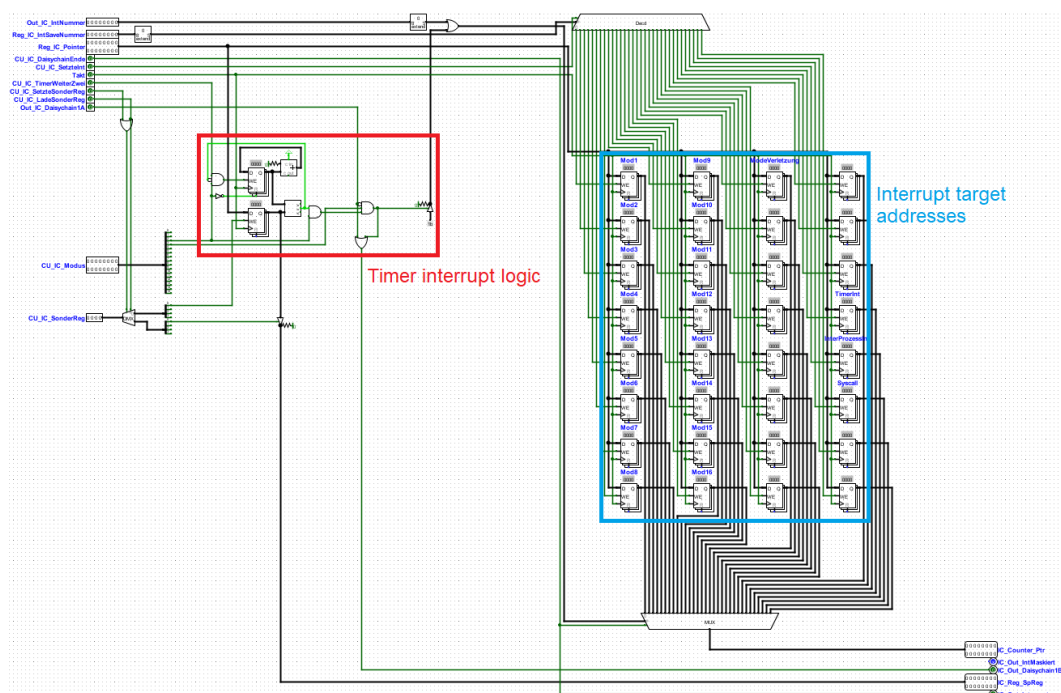 Out_IC_IntNummer
Reg_IC_IntSaveNummer
Reg_IC_Pointer
CU_IC_DaisychainEnde
CU_IC_SetzteInt
Takt
CU_IC_TimerWeiterZwei
CU_IC_SetzteSonderReg
CU_IC_LadeSonderReg
Out_IC_Daisychain1A
Decd
Timer interrupt logic
CU_IC_Modus
CU_IC_SonderReg
Mod1 Mod9 ModeVerletzung
Mod2 Mod10
Mod3 Mod11
Mod4 Mod12 TimerInt
Mod5 Mod13
Mod6 Mod14 Syscall
Mod7 Mod15
Mod8 Mod16
Interrupt target
addresses
MUX
IC_Counter_Ptr
IC_Out_IntMaskiert
IC_Out_Daisychain1B
IC_Reg_SpReg